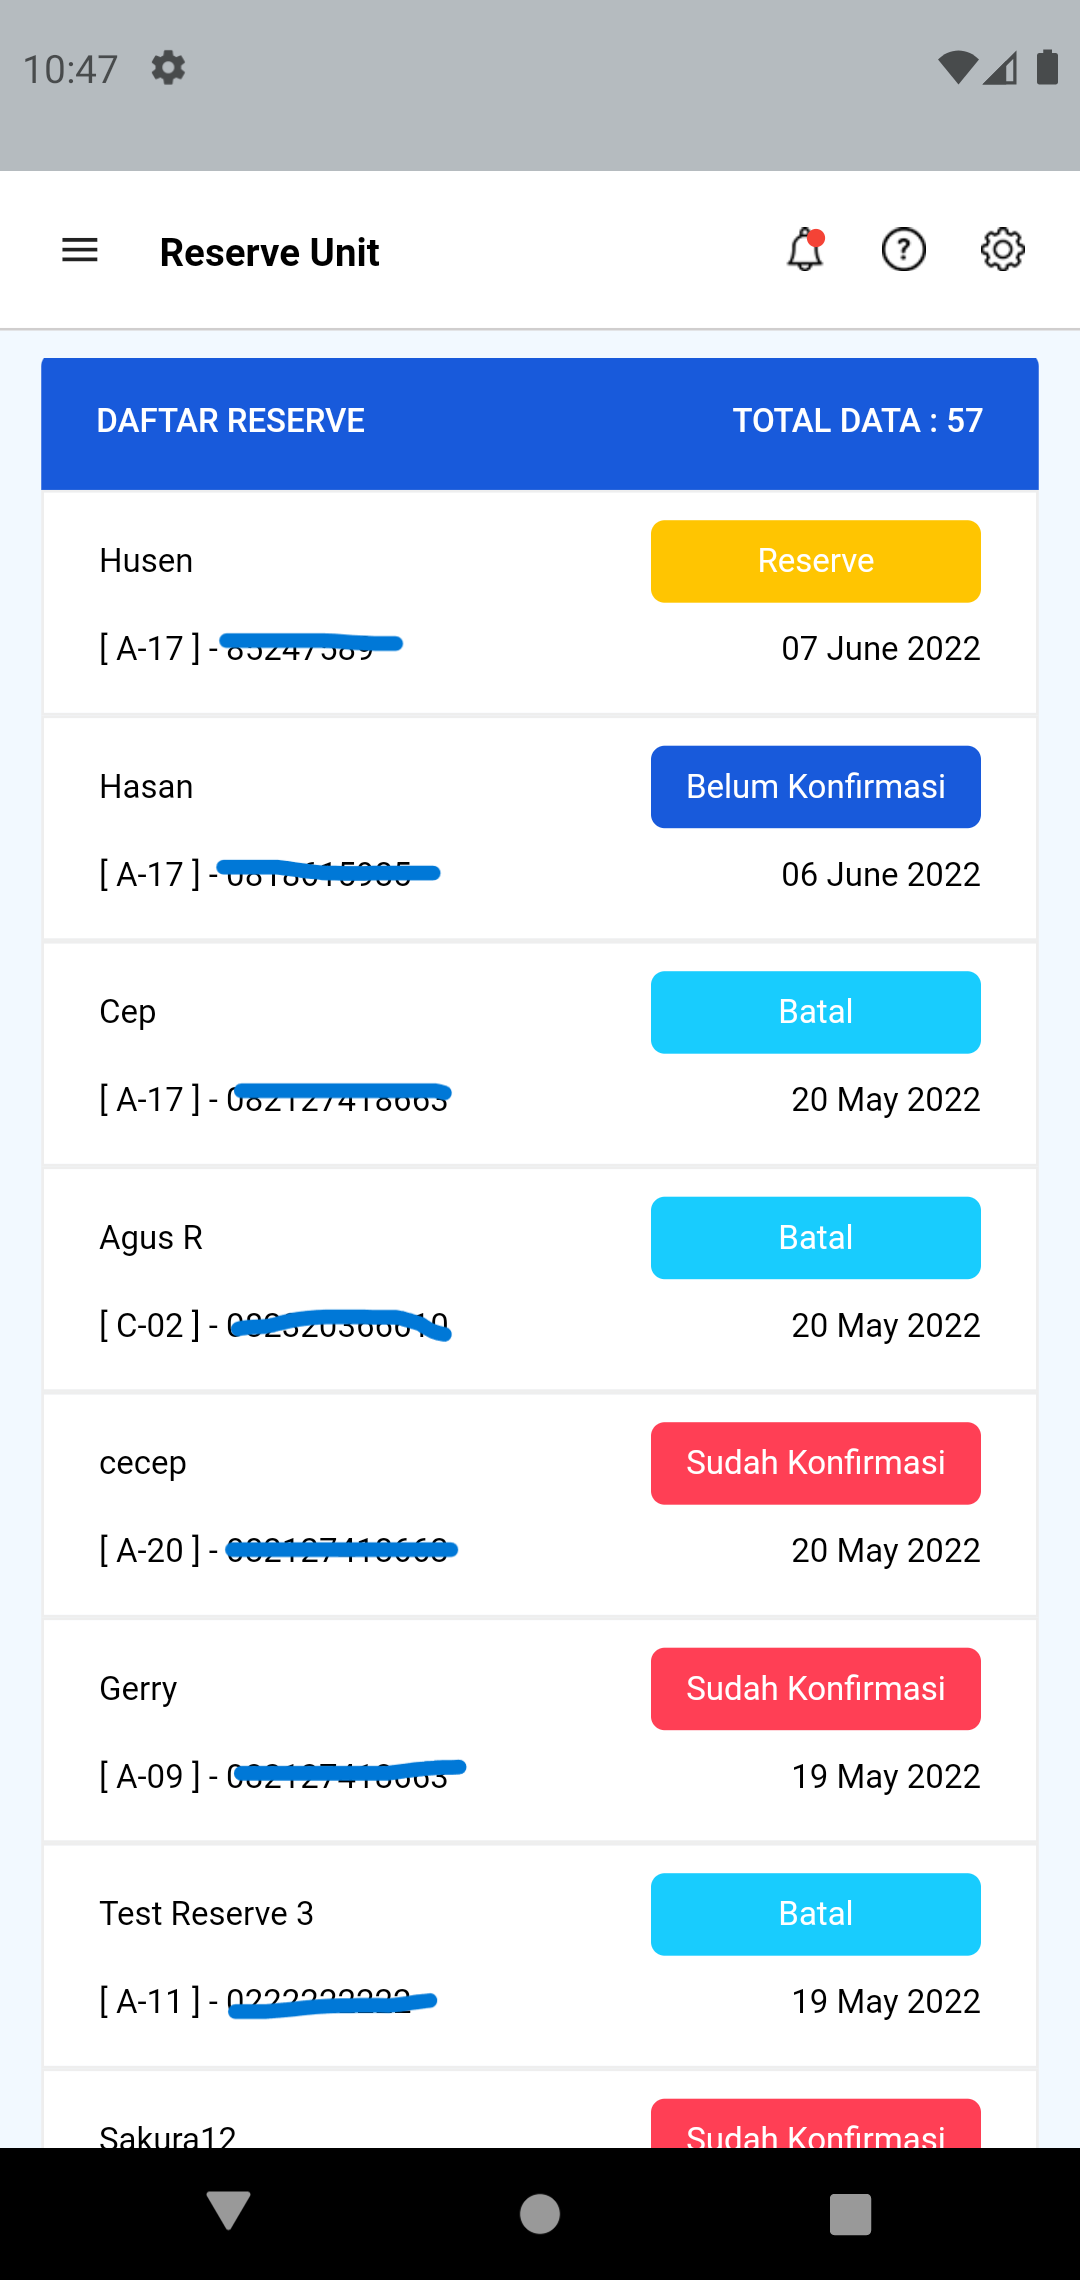 10:47
Reserve Unit
DAFTAR RESERVE TOTAL DATA : 57
Husen Reserve
[ A-17 ] - 07 June 2022
Hasan Belum Konfirmasi
[ A-17 ] - 06 June 2022
Cep Batal
[ A-17 ] - 20 May 2022
Agus R Batal
[ C-02 ] - 20 May 2022
cecep Sudah Konfirmasi
[ A-20 ] - 20 May 2022
Gerry Sudah Konfirmasi
[ A-09 ] - 19 May 2022
Test Reserve 3 Batal
[ A-11 ] - 19 May 2022
Sakura12 Sudah Konfirmasi